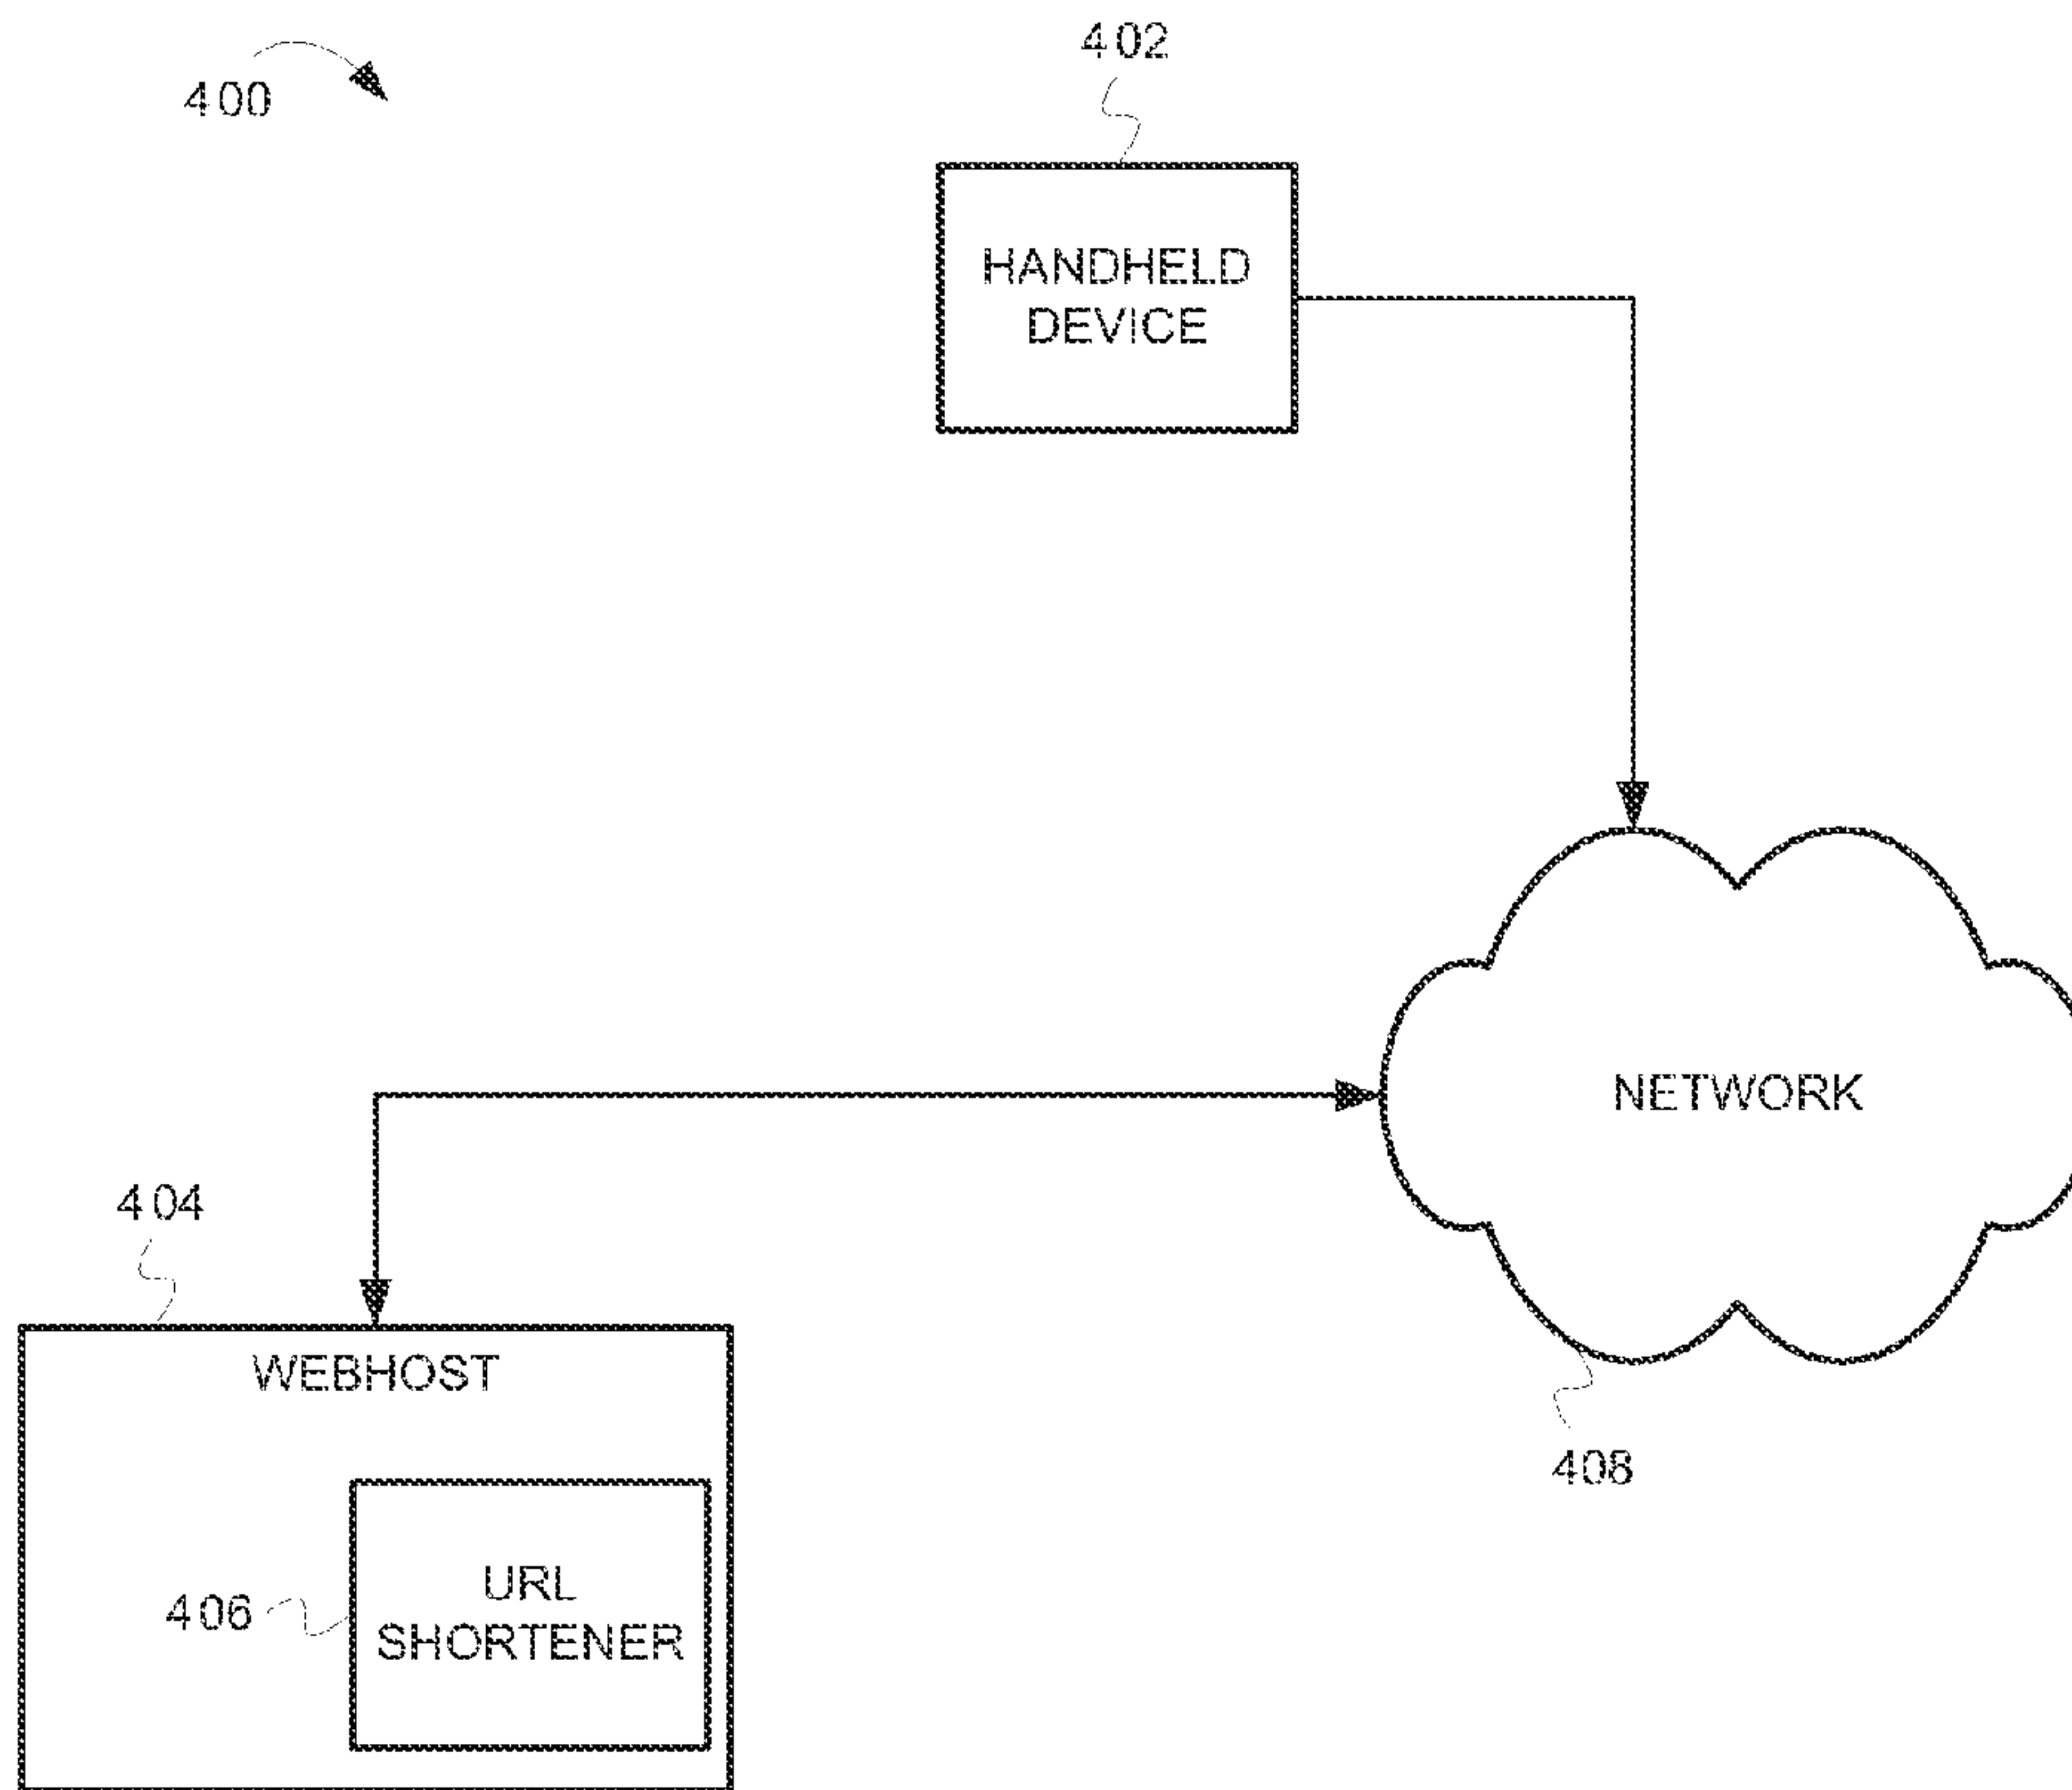 400
402
HANDHELD
DEVICE
NETWORK
404
WEBHOST
408
406
URL
SHORTENER